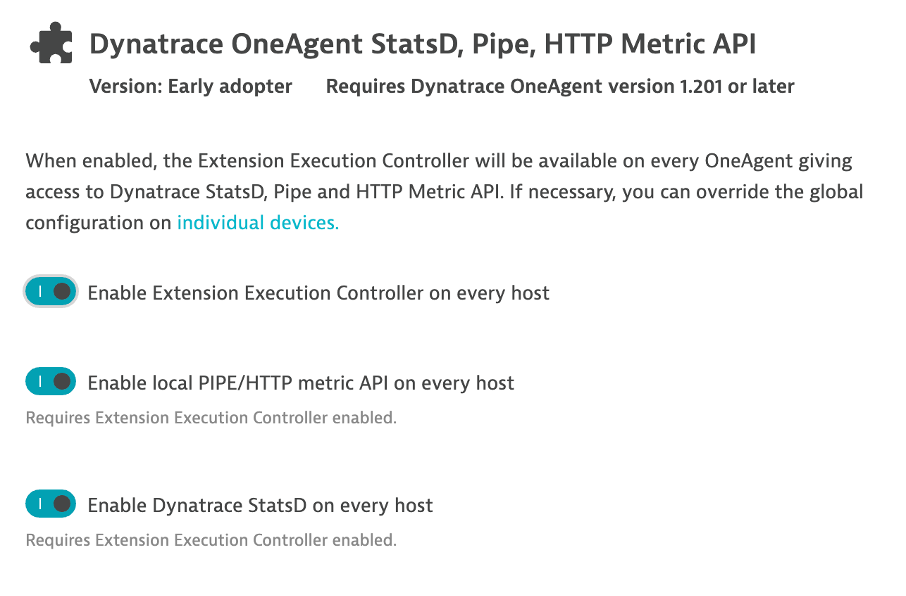 Dynatrace OneAgent StatsD, Pipe, HTTP Metric API
Version: Early adopter Requires Dynatrace OneAgent version 1.201 or later
When enabled, the Extension Execution Controller will be available on every OneAgent giving
access to Dynatrace StatsD, Pipe and HTTP Metric API. If necessary, you can override the global
configuration on individual devices.
Enable Extension Execution Controller on every host
Enable local PIPE/HTTP metric API on every host
Requires Extension Execution Controller enabled.
Enable Dynatrace StatsD on every host
Requires Extension Execution Controller enabled.